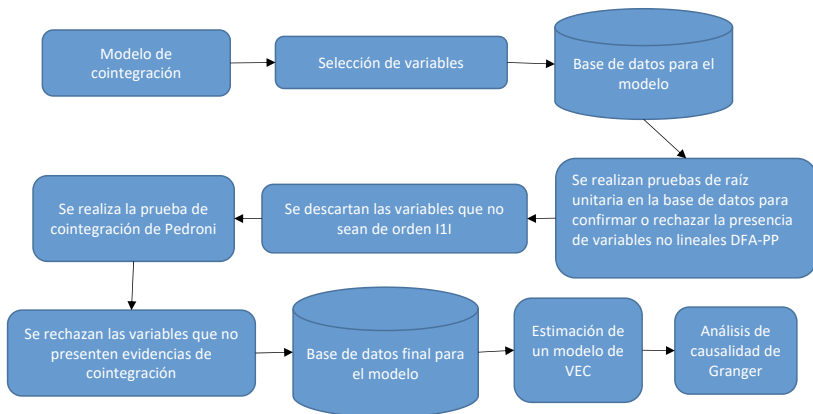 Modelo de
cointegración
Selección de variables
Base de datos para el
modelo
Se realizan pruebas de raíz
unitaria en la base de datos para
confirmar o rechazar la presencia
de variables no lineales DFA-PP
Se descartan las variables que no
sean de orden I1I
Se realiza la prueba de
cointegración de Pedroni
Se rechazan las variables que no
presenten evidencias de
cointegración
Base de datos final para
el modelo
Estimación de
un modelo de
VEC
Análisis de
causalidad de
Granger